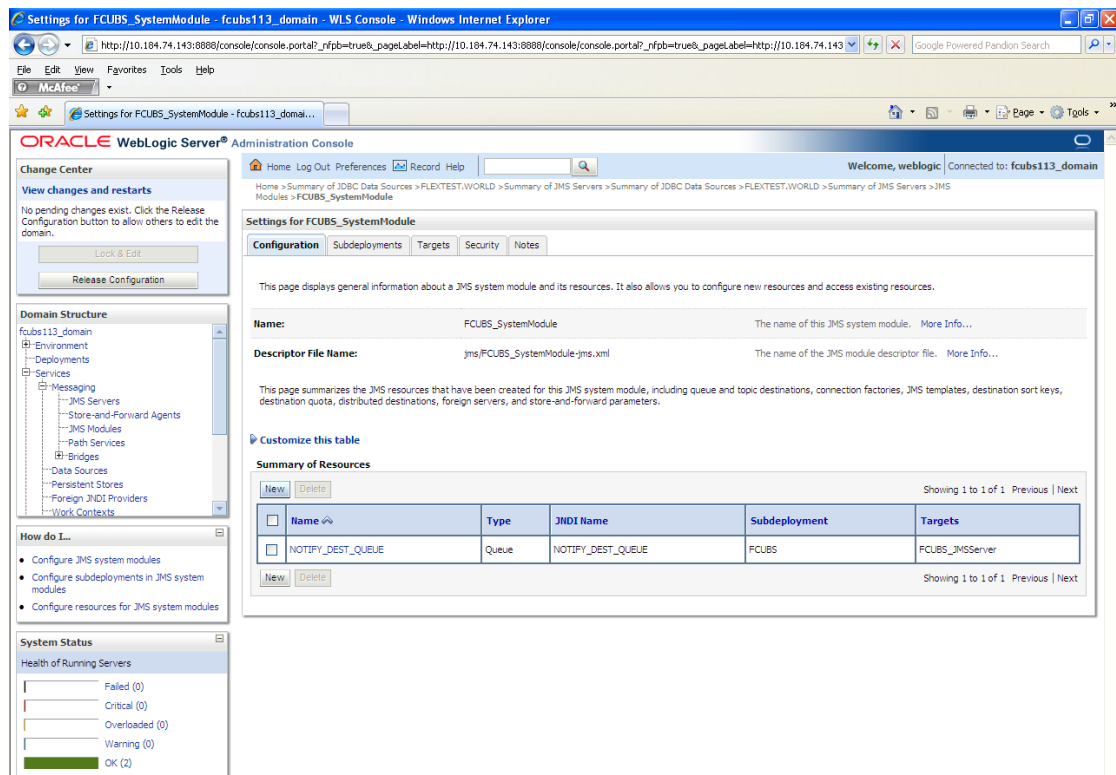 Settings for FCUBS_SystemModule - fcubs113_domain - WLS Console - Windows Internet Explorer
http://10.184.74.143:8888/console/console.portal?_nfpb=true&_pageLabel=http://10.184.74.143:8888/console/console.portal?_nfpb=true&_pageLabel=http://10.184.74.143
Google Powered Pandion Search
File Edit View Favorites Tools Help
McAfee
Settings for FCUBS_SystemModule - fcubs113_domai...
Page Tools
ORACLE WebLogic Server® Administration Console
Change Center
View changes and restarts
No pending changes exist. Click the Release
Configuration button to allow others to edit the
domain.
Lock & Edit
Release Configuration
Domain Structure
fcubs113_domain
Environment
Deployments
Services
Messaging
JMS Servers
Store-and-Forward Agents
JMS Modules
Path Services
Bridges
Data Sources
Persistent Stores
Foreign JNDI Providers
Work Contexts
How do I...
Configure JMS system modules
Configure subdeployments in JMS system
modules
Configure resources for JMS system modules
System Status
Health of Running Servers
Failed (0)
Critical (0)
Overloaded (0)
Warning (0)
OK (2)
Home Log Out Preferences Record Help
Welcome, weblogic Connected to: fcubs113_domain
Home >Summary of JDBC Data Sources >FLEXTEST.WORLD >Summary of JMS Servers >Summary of JDBC Data Sources >FLEXTEST.WORLD >Summary of JMS Servers >JMS
Modules >FCUBS_SystemModule
Settings for FCUBS_SystemModule
Configuration Subdeployments Targets Security Notes
This page displays general information about a JMS system module and its resources. It also allows you to configure new resources and access existing resources.
Name: FCUBS_SystemModule The name of this JMS system module. More Info...
Descriptor File Name: jms/FCUBS_SystemModule-jms.xml The name of the JMS module descriptor file. More Info...
This page summarizes the JMS resources that have been created for this JMS system module, including queue and topic destinations, connection factories, JMS templates, destination sort keys,
destination quota, distributed destinations, foreign servers, and store-and-forward parameters.
Customize this table
Summary of Resources
New Delete Showing 1 to 1 of 1 Previous | Next
Name Type JNDI Name Subdeployment Targets
NOTIFY_DEST_QUEUE Queue NOTIFY_DEST_QUEUE FCUBS FCUBS_JMSServer
New Delete Showing 1 to 1 of 1 Previous | Next